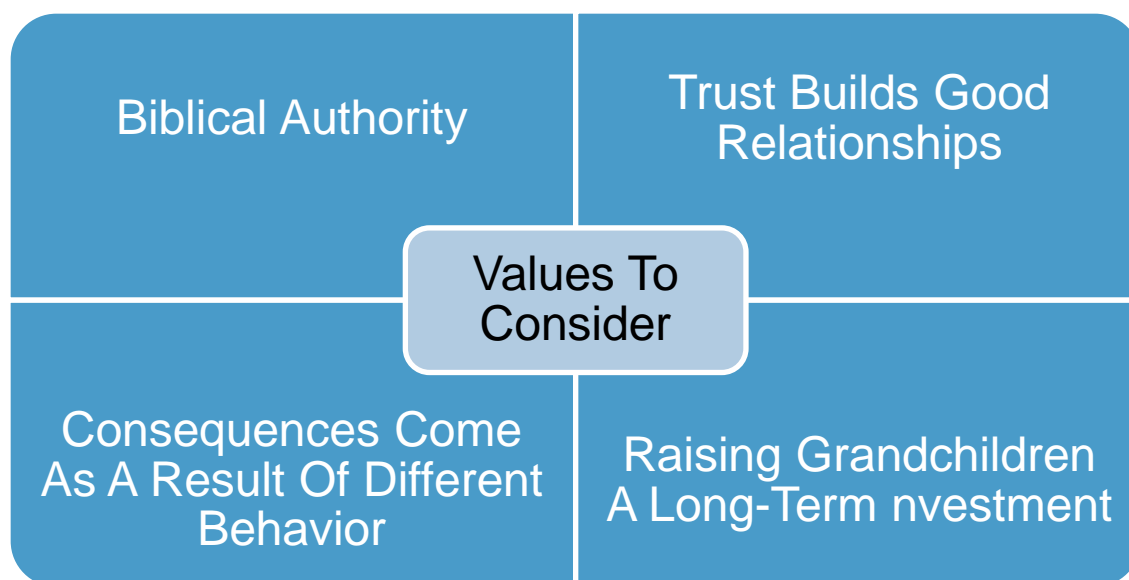 Biblical Authority
Trust Builds Good
Relationships
Values To
Consider
Consequences Come
As A Result Of Different
Behavior
Raising Grandchildren
A Long-Term nvestment